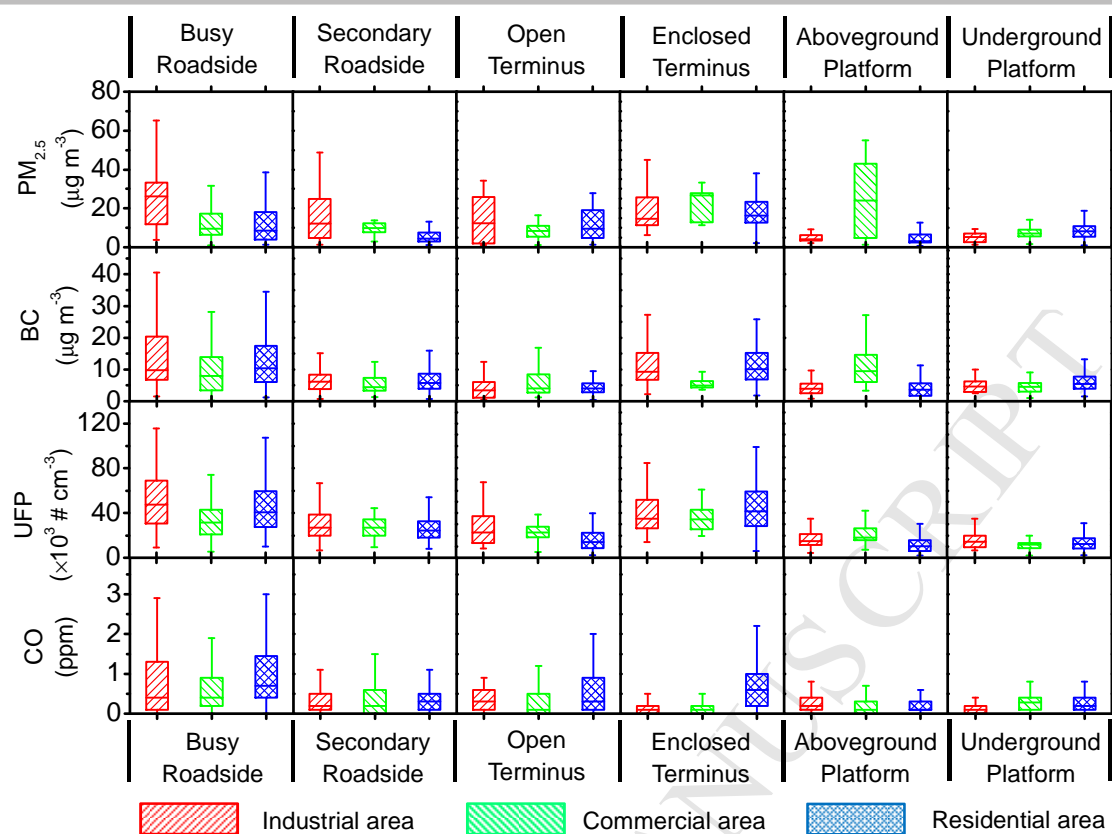 Busy Secondary Open Enclosed Aboveground Underground
Roadside Roadside Terminus Terminus Platform Platform
80
60
40
20
0
PM2.5
(μg m-3)
40
30
20
10
0
BC
(μg m-3)
120
80
40
0
UFP
(×10³ # cm-3)
3
2
1
0
CO
(ppm)
Busy Secondary Open Enclosed Aboveground Underground
Roadside Roadside Terminus Terminus Platform Platform
Industrial area Commercial area Residential area
NUSCRIPT